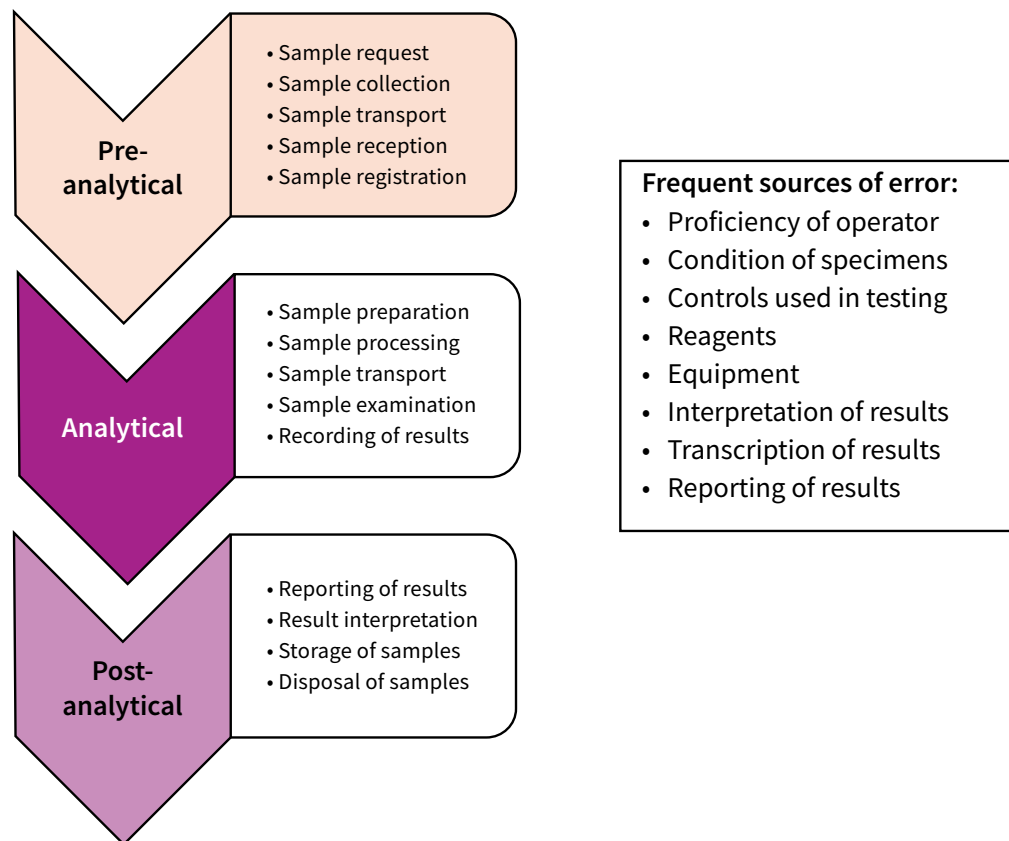 Pre-
analytical
• Sample request
• Sample collection
• Sample transport
• Sample reception
• Sample registration
Analytical
• Sample preparation
• Sample processing
• Sample transport
• Sample examination
• Recording of results
Post-
analytical
• Reporting of results
• Result interpretation
• Storage of samples
• Disposal of samples
Frequent sources of error:
• Proficiency of operator
• Condition of specimens
• Controls used in testing
• Reagents
• Equipment
• Interpretation of results
• Transcription of results
• Reporting of results